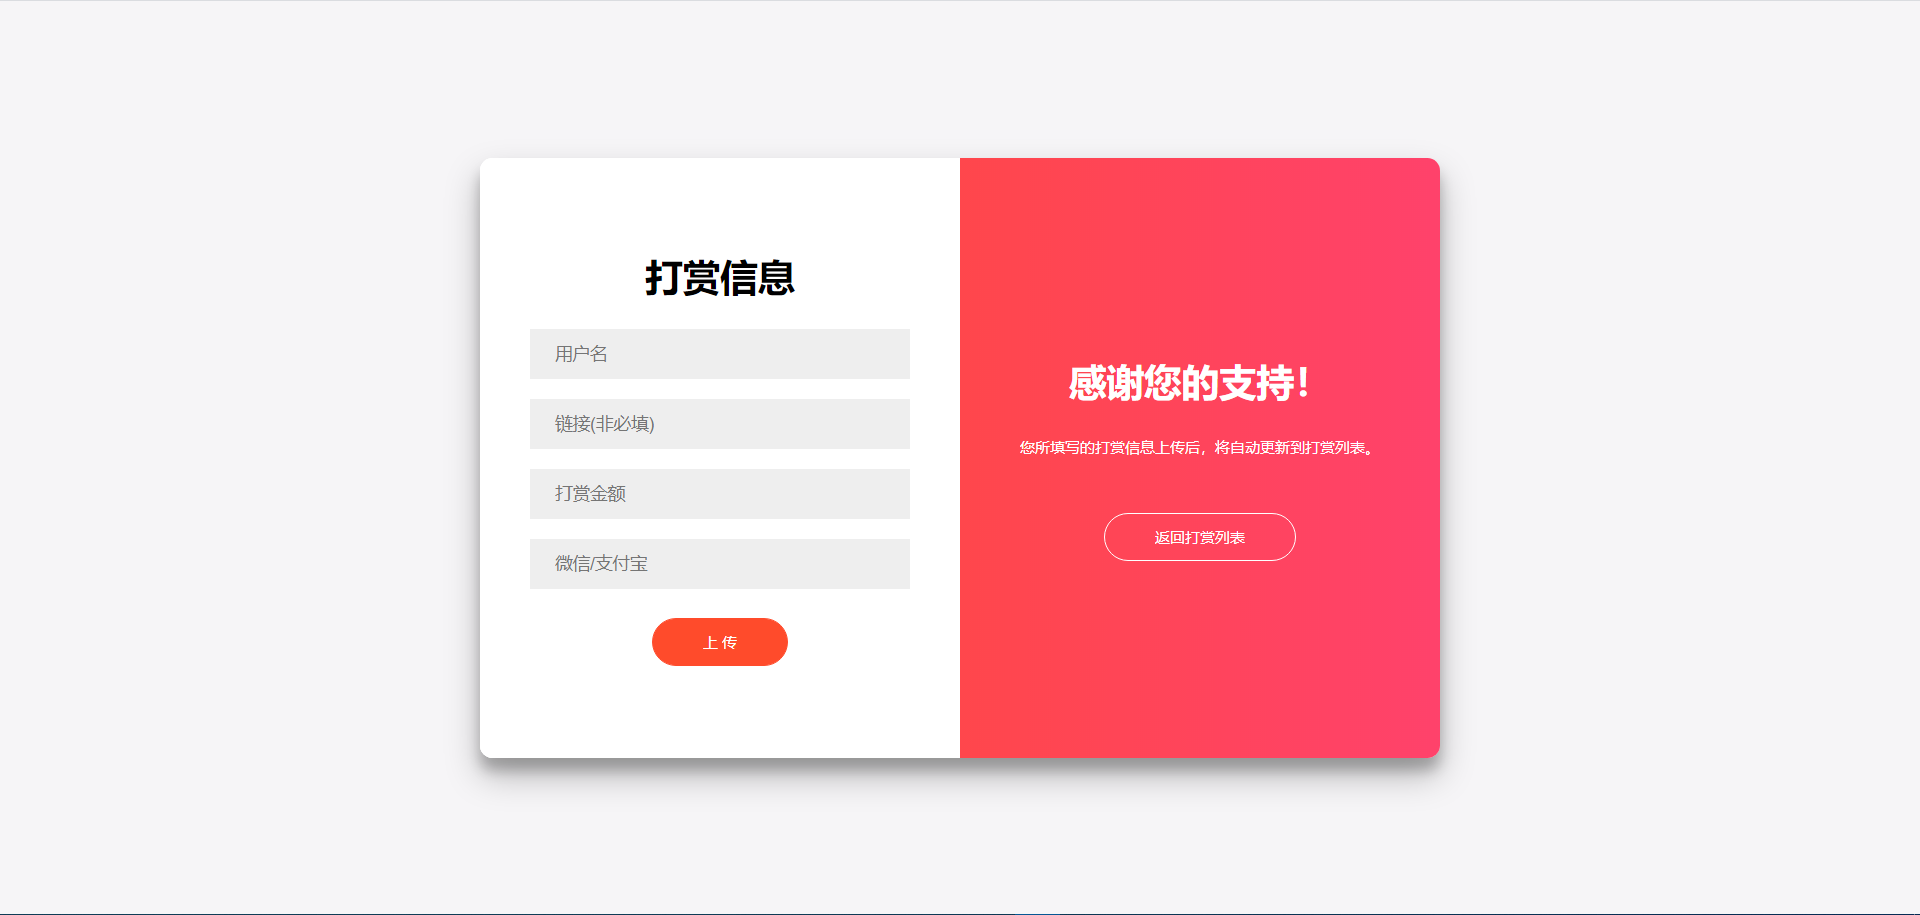 打赏信息
用户名
链接(非必填)
打赏金额
微信/支付宝
上 传
感谢您的支持！
您所填写的打赏信息上传后，将自动更新到打赏列表。
返回打赏列表